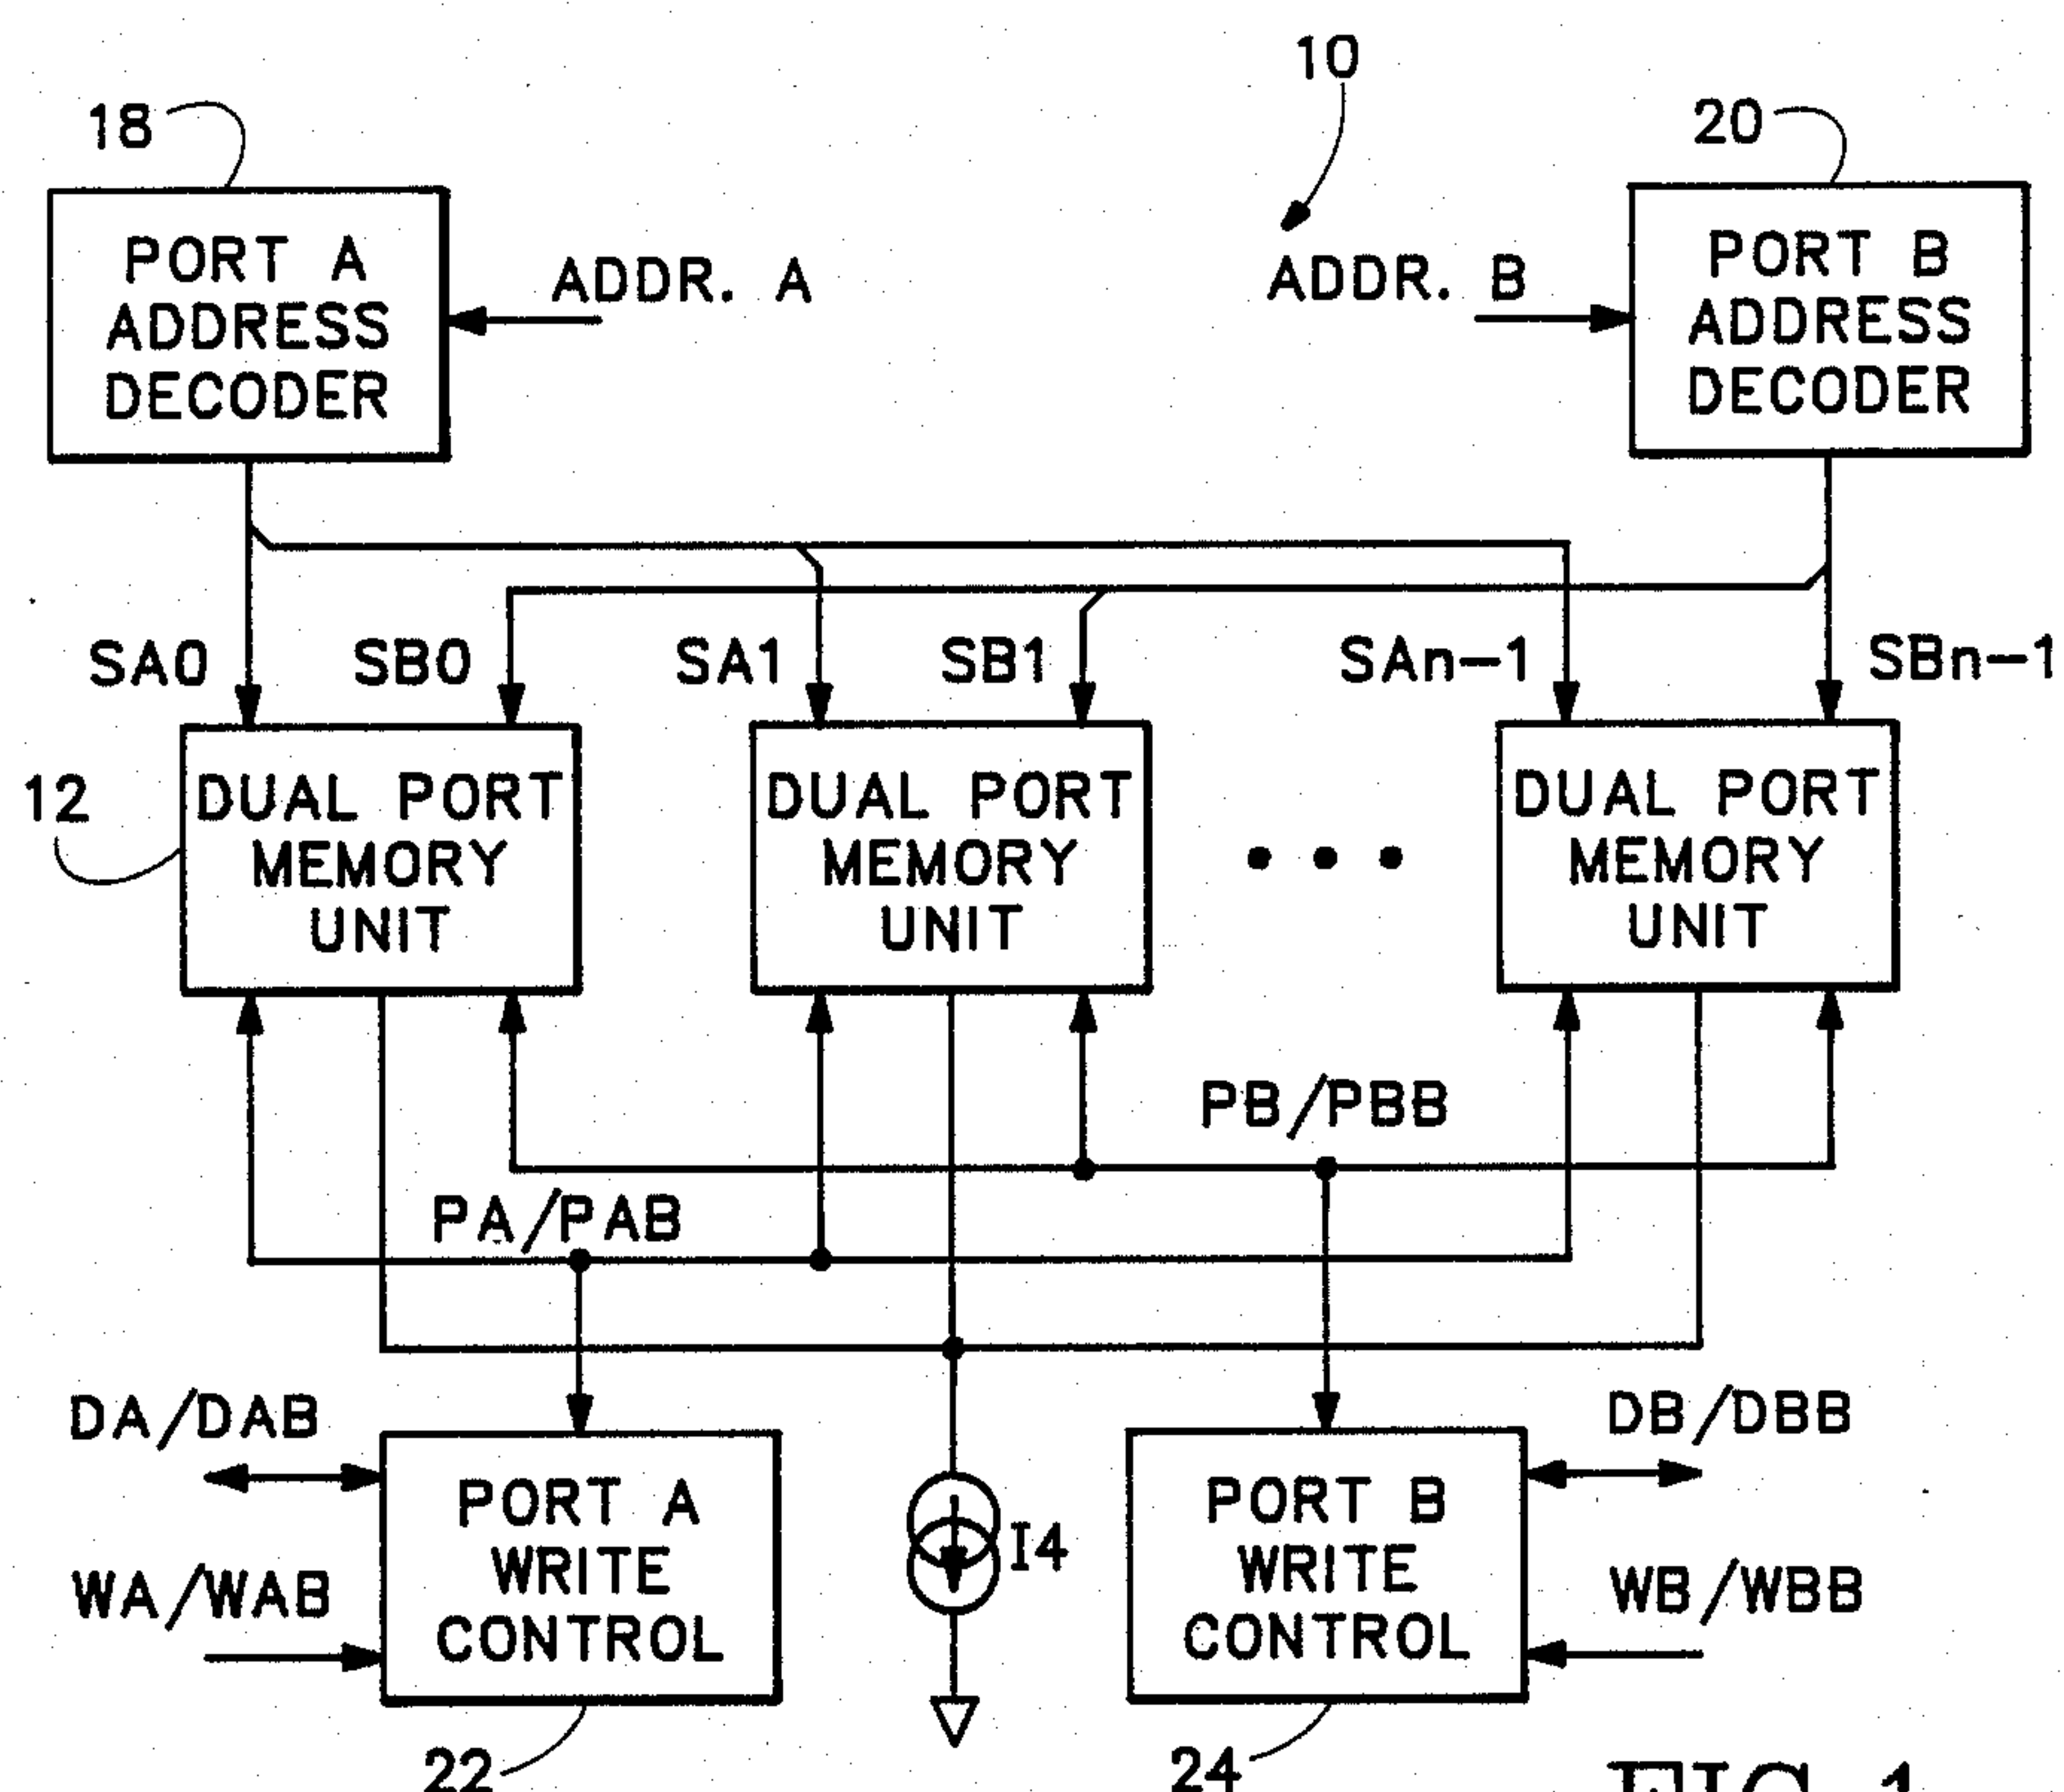 10
18
20
PORT A
ADDRESS
DECODER
ADDR. A
ADDR. B
PORT B
ADDRESS
DECODER
SA0
SB0
SA1
SB1
SAn-1
SBn-1
12
DUAL PORT
MEMORY
UNIT
DUAL PORT
MEMORY
UNIT
• • •
DUAL PORT
MEMORY
UNIT
PB/PBB
PA/PAB
DA/DAB
WA/WAB
PORT A
WRITE
CONTROL
I4
PORT B
WRITE
CONTROL
DB/DBB
WB/WBB
22
24
FIG. 1